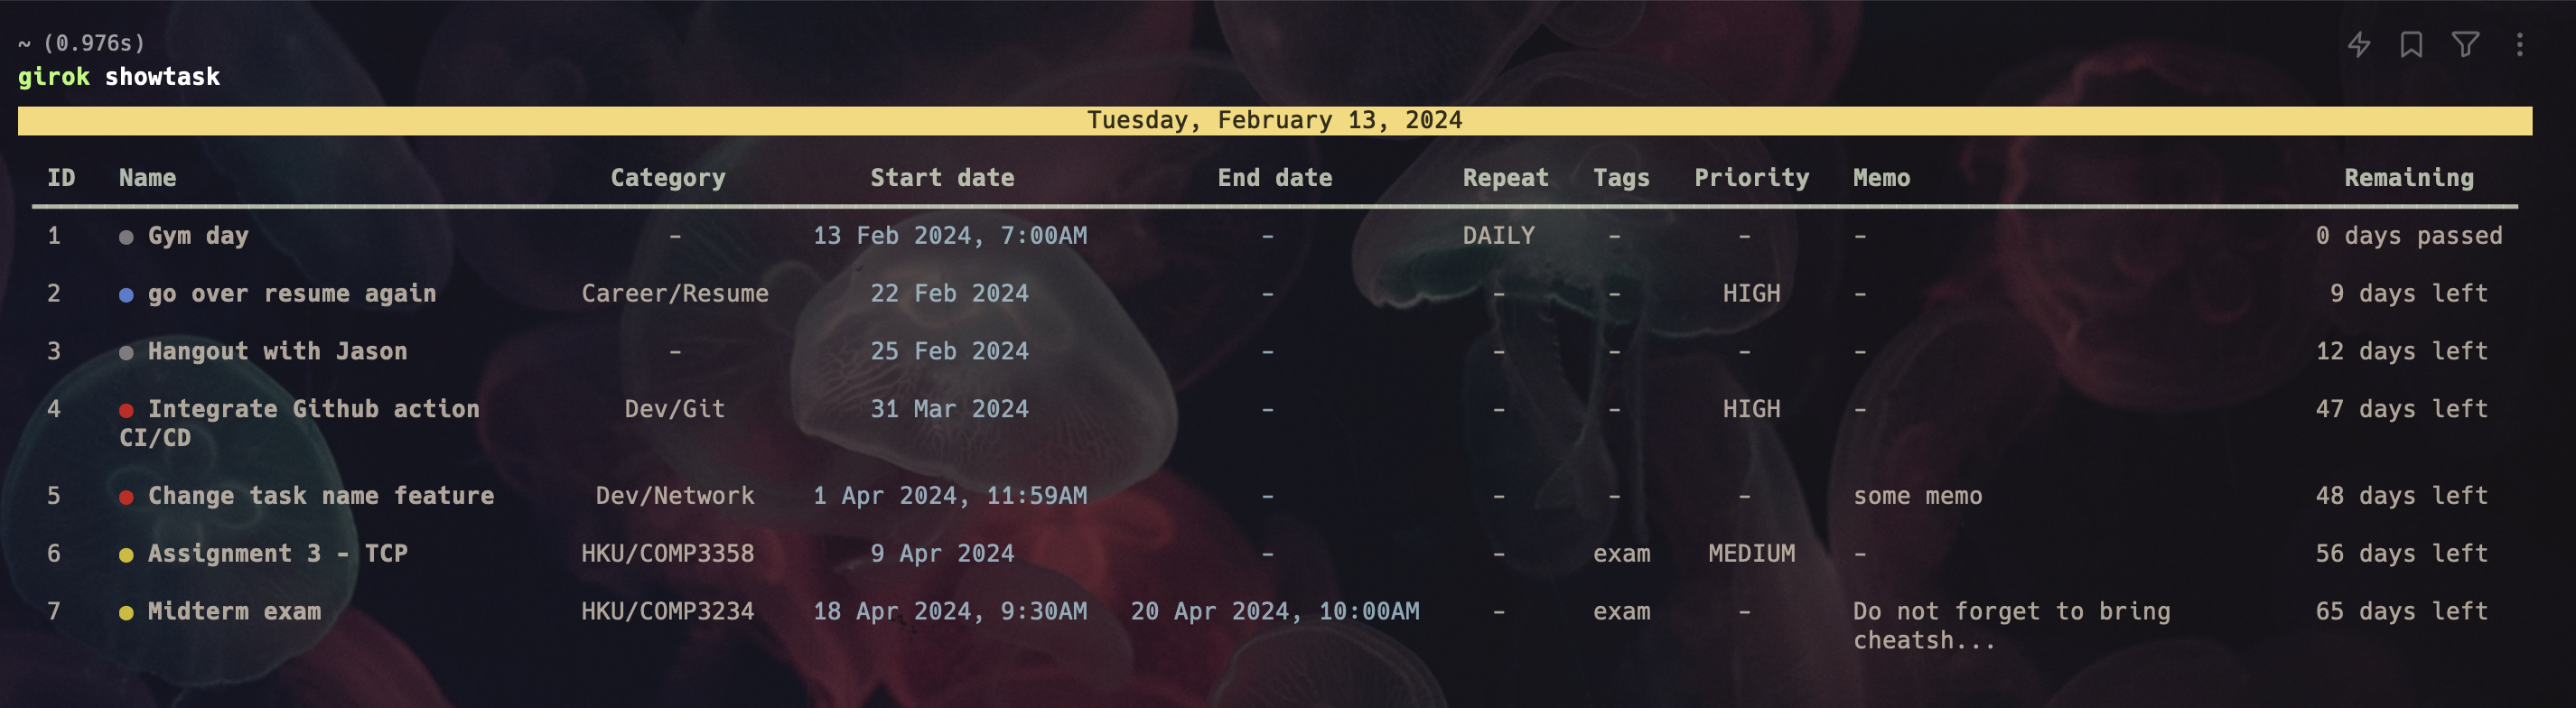 ~ (0.976s)
girok showtask
Tuesday, February 13, 2024
ID Name Category Start date End date Repeat Tags Priority Memo Remaining
1 Gym day - 13 Feb 2024, 7:00AM - DAILY - - - 0 days passed
2 go over resume again Career/Resume 22 Feb 2024 - - - HIGH - 9 days left
3 Hangout with Jason - 25 Feb 2024 - - - - - 12 days left
4 Integrate Github action Dev/Git 31 Mar 2024 - - - HIGH - 47 days left
CI/CD
5 Change task name feature Dev/Network 1 Apr 2024, 11:59AM - - - - some memo 48 days left
6 Assignment 3 - TCP HKU/COMP3358 9 Apr 2024 - - exam MEDIUM - 56 days left
7 Midterm exam HKU/COMP3234 18 Apr 2024, 9:30AM 20 Apr 2024, 10:00AM - exam - Do not forget to bring 65 days left
cheatsh...